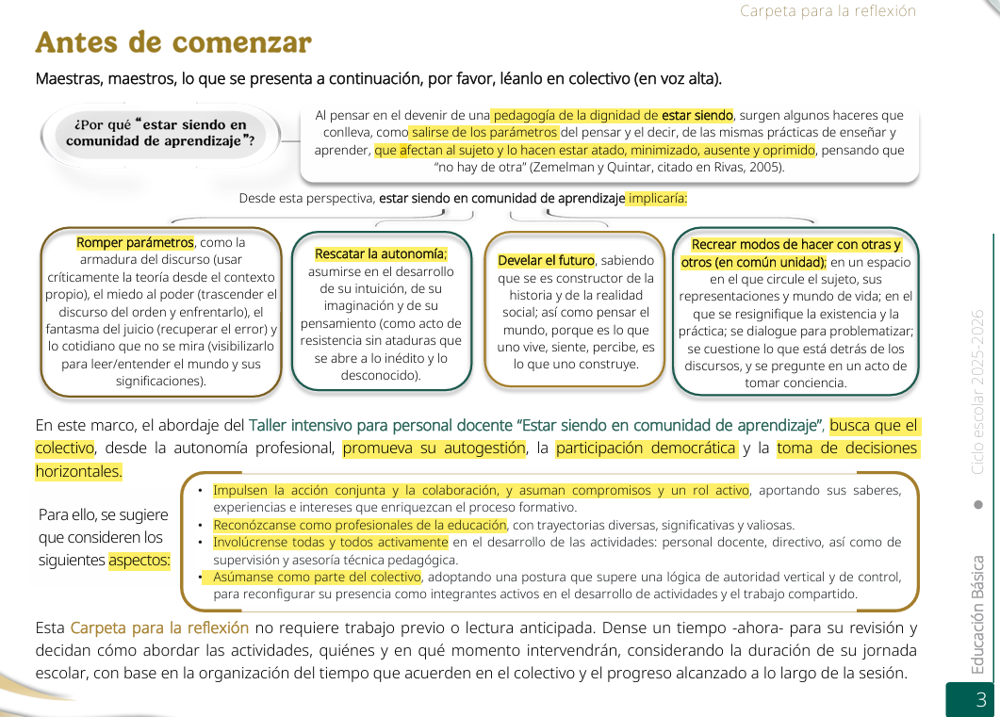 Carpeta para la reflexión
Antes de comenzar
Maestras, maestros, lo que se presenta a continuación, por favor, léanlo en colectivo (en voz alta).
¿Por qué “estar siendo en
comunidad de aprendizaje”?
Al pensar en el devenir de una pedagogía de la dignidad de estar siendo, surgen algunos haceres que
conlleva, como salirse de los parámetros del pensar y el decir, de las mismas prácticas de enseñar y
aprender, que afectan al sujeto y lo hacen estar atado, minimizado, ausente y oprimido, pensando que
“no hay de otra” (Zemelman y Quintar, citado en Rivas, 2005).
Desde esta perspectiva, estar siendo en comunidad de aprendizaje implicaría:
Romper parámetros, como la
armadura del discurso (usar
críticamente la teoría desde el contexto
propio), el miedo al poder (trascender el
discurso del orden y enfrentarlo), el
fantasma del juicio (recuperar el error) y
lo cotidiano que no se mira (visibilizarlo
para leer/entender el mundo y sus
significaciones).
Rescatar la autonomía;
asumirse en el desarrollo
de su intuición, de su
imaginación y de su
pensamiento (como acto de
resistencia sin ataduras que
se abre a lo inédito y lo
desconocido).
Develar el futuro, sabiendo
que se es constructor de la
historia y de la realidad
social; así como pensar el
mundo, porque es lo que
uno vive, siente, percibe, es
lo que uno construye.
Recrear modos de hacer con otras y
otros (en común unidad); en un espacio
en el que circule el sujeto, sus
representaciones y mundo de vida; en el
que se resignifique la existencia y la
práctica; se dialogue para problematizar;
se cuestione lo que está detrás de los
discursos, y se pregunte en un acto de
tomar conciencia.
En este marco, el abordaje del Taller intensivo para personal docente “Estar siendo en comunidad de aprendizaje”, busca que el
colectivo, desde la autonomía profesional, promueva su autogestión, la participación democrática y la toma de decisiones
horizontales.
Para ello, se sugiere
que consideren los
siguientes aspectos:
• Impulsen la acción conjunta y la colaboración, y asuman compromisos y un rol activo, aportando sus saberes,
experiencias e intereses que enriquezcan el proceso formativo.
• Reconózcanse como profesionales de la educación, con trayectorias diversas, significativas y valiosas.
• Involúcrense todas y todos activamente en el desarrollo de las actividades: personal docente, directivo, así como de
supervisión y asesoría técnica pedagógica.
• Asúmanse como parte del colectivo, adoptando una postura que supere una lógica de autoridad vertical y de control,
para reconfigurar su presencia como integrantes activos en el desarrollo de actividades y el trabajo compartido.
Esta Carpeta para la reflexión no requiere trabajo previo o lectura anticipada. Dense un tiempo -ahora- para su revisión y
decidan cómo abordar las actividades, quiénes y en qué momento intervendrán, considerando la duración de su jornada
escolar, con base en la organización del tiempo que acuerden en el colectivo y el progreso alcanzado a lo largo de la sesión.
Educación Básica ● Ciclo escolar 2025-2026
3